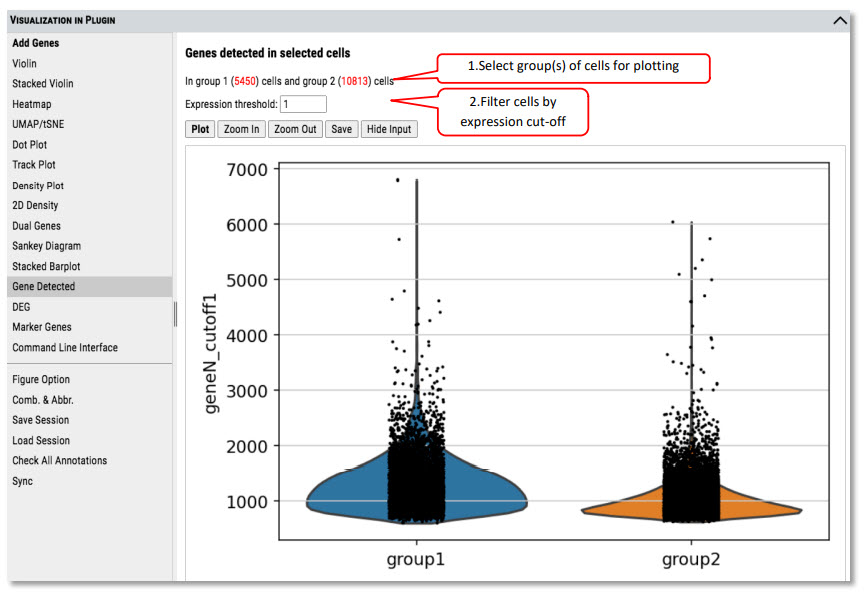 VISUALIZATION IN PLUGIN
Add Genes
Violin
Stacked Violin
Heatmap
UMAP/tSNE
Dot Plot
Track Plot
Density Plot
2D Density
Dual Genes
Sankey Diagram
Stacked Barplot
Gene Detected
DEG
Marker Genes
Command Line Interface
Figure Option
Comb. & Abbr.
Save Session
Load Session
Check All Annotations
Sync
Genes detected in selected cells
In group 1 (5450) cells and group 2 (10813) cells
1.Select group(s) of cells for plotting
Expression threshold: 1
2.Filter cells by
expression cut-off
Plot Zoom In Zoom Out Save Hide Input
geneN_cutoff1
7000
6000
5000
4000
3000
2000
1000
group1 group2